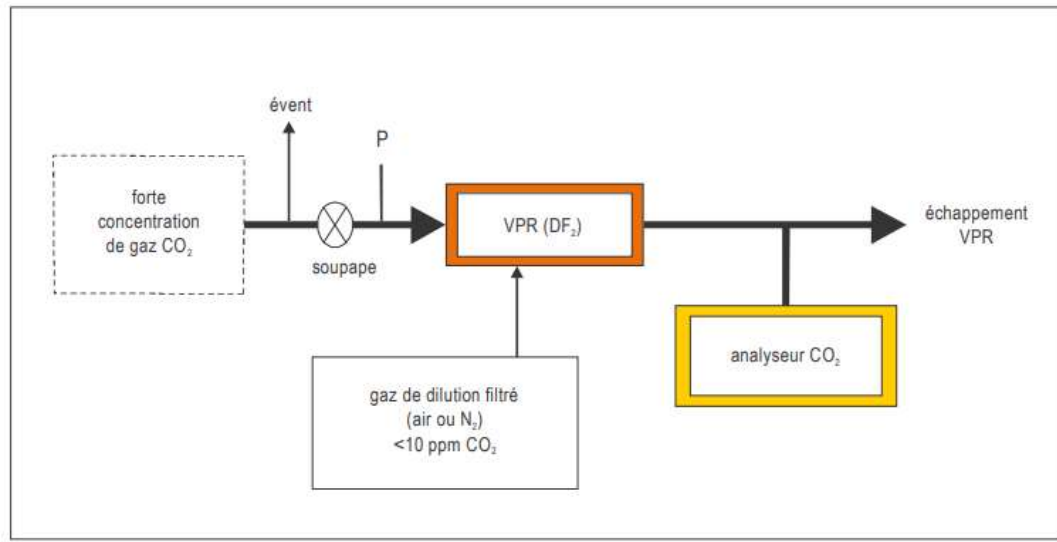 évent
P
forte
concentration
de gaz CO₂
soupape
VPR (DF₂)
échappement
VPR
analyseur CO₂
gaz de dilution filtré
(air ou N₂)
<10 ppm CO₂